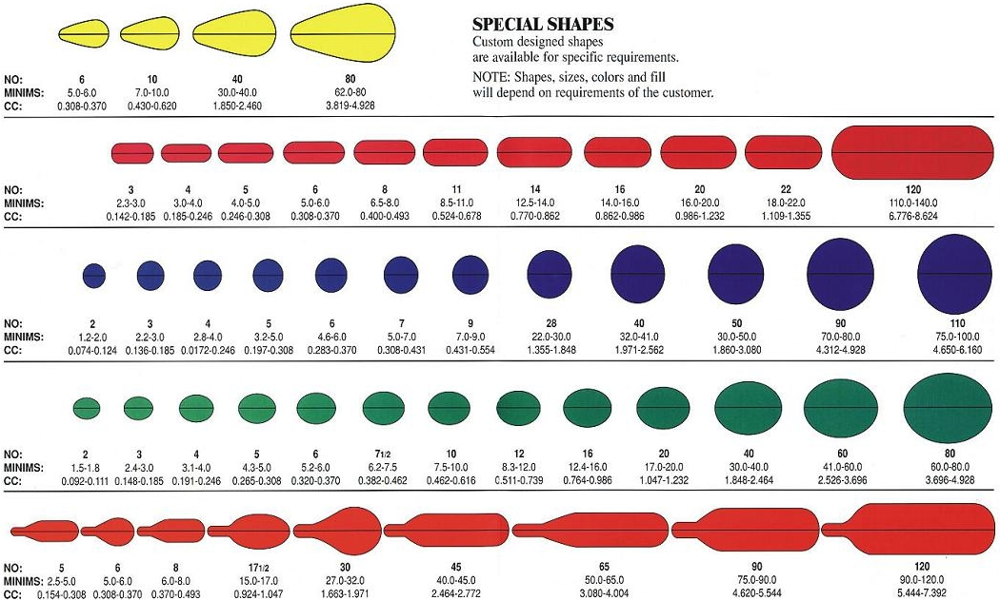 SPECIAL SHAPES
Custom designed shapes
are available for specific requirements.
NOTE: Shapes, sizes, colors and fill
will depend on requirements of the customer.
NO: 6 10 40 80
MINIMS: 5.0-6.0 7.0-10.0 30.0-40.0 62.0-80
CC: 0.308-0.370 0.430-0.620 1.850-2.460 3.819-4.928
NO: 3 4 5 6 8 11 14 16 20 22 120
MINIMS: 2.3-3.0 3.0-4.0 4.0-5.0 5.0-6.0 6.5-8.0 8.5-11.0 12.5-14.0 14.0-16.0 16.0-20.0 18.0-22.0 110.0-140.0
CC: 0.142-0.185 0.185-0.246 0.246-0.308 0.308-0.370 0.400-0.493 0.524-0.678 0.770-0.862 0.862-0.986 0.986-1.232 1.109-1.355 6.776-8.624
NO: 2 3 4 5 6 7 9 28 40 50 90 110
MINIMS: 1.2-2.0 2.2-3.0 2.8-4.0 3.2-5.0 4.6-6.0 5.0-7.0 7.0-9.0 22.0-30.0 32.0-41.0 30.0-50.0 70.0-80.0 75.0-100.0
CC: 0.074-0.124 0.136-0.185 0.0172-0.246 0.197-0.308 0.283-0.370 0.308-0.431 0.431-0.554 1.355-1.848 1.971-2.562 1.860-3.080 4.312-4.928 4.650-6.160
NO: 2 3 4 5 6 71/2 10 12 16 20 40 60 80
MINIMS: 1.5-1.8 2.4-3.0 3.1-4.0 4.3-5.0 5.2-6.0 6.2-7.5 7.5-10.0 8.3-12.0 12.4-16.0 17.0-20.0 30.0-40.0 41.0-60.0 60.0-80.0
CC: 0.092-0.111 0.148-0.185 0.191-0.246 0.265-0.308 0.320-0.370 0.382-0.462 0.462-0.616 0.511-0.739 0.764-0.986 1.047-1.232 1.848-2.464 2.526-3.696 3.696-4.928
NO: 5 6 8 171/2 30 45 65 90 120
MINIMS: 2.5-5.0 5.0-6.0 6.0-8.0 15.0-17.0 27.0-32.0 40.0-45.0 50.0-65.0 75.0-90.0 90.0-120.0
CC: 0.154-0.308 0.308-0.370 0.370-0.493 0.924-1.047 1.663-1.971 2.464-2.772 3.080-4.004 4.620-5.544 5.444-7.392